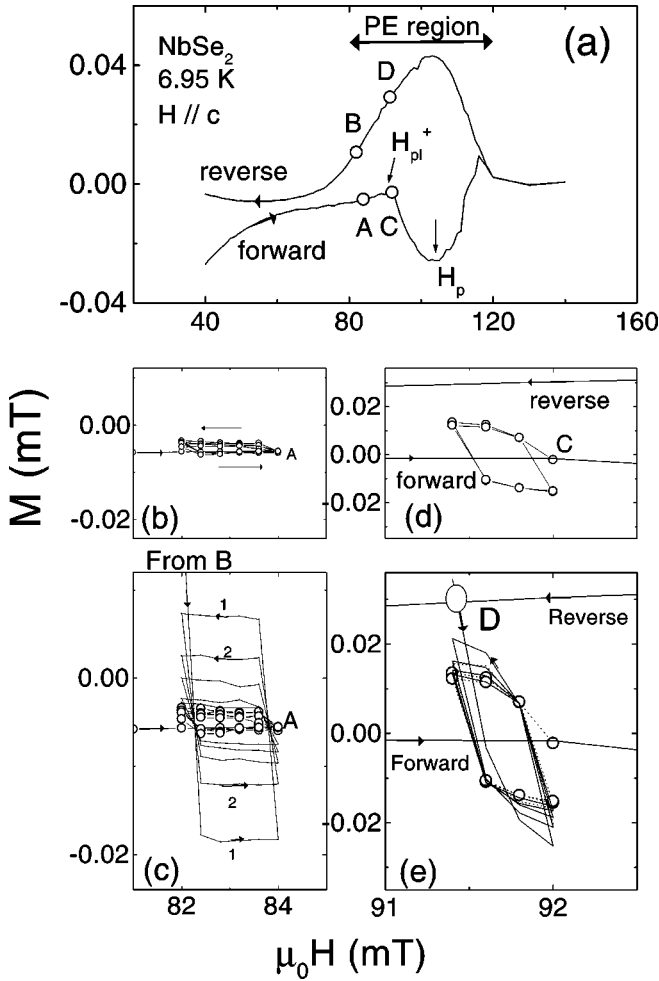 PE region
(a)
NbSe2
6.95 K
H // c
0.04
0.00
-0.04
D
B
Hpl+
reverse
forward
A C
Hp
40 80 120 160
M (mT)
0.00
-0.02
A
(b)
0.02
0.00
-0.02
reverse
C
forward
(d)
From B
1
2
A
2
1
0.00
-0.02
(c)
82 84
0.02
0.00
-0.02
D
Reverse
Forward
(e)
91 92
μ0H (mT)